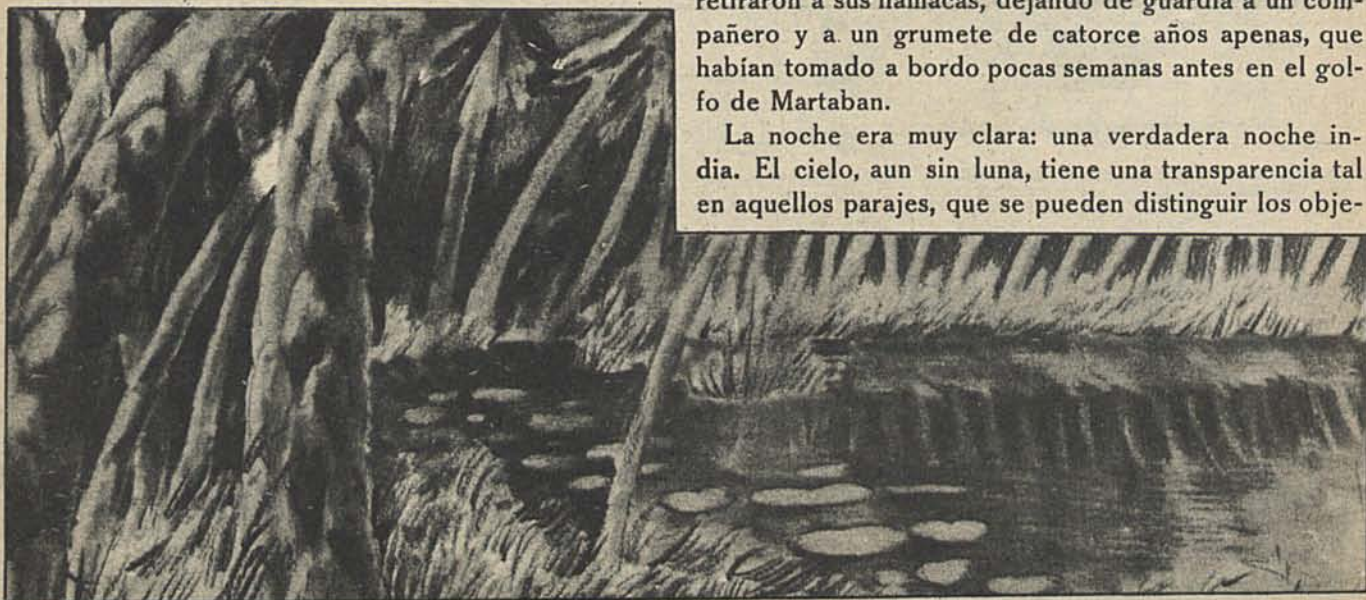 retiraron a sus hamacas, dejando de guardia a un com-
pañero y a un grumete de catorce años apenas, que
habían tomado a bordo pocas semanas antes en el gol-
fo de Martaban.
La noche era muy clara: una verdadera noche in-
dia. El cielo, aun sin luna, tiene una transparencia tal
en aquellos parajes, que se pueden distinguir los obje-